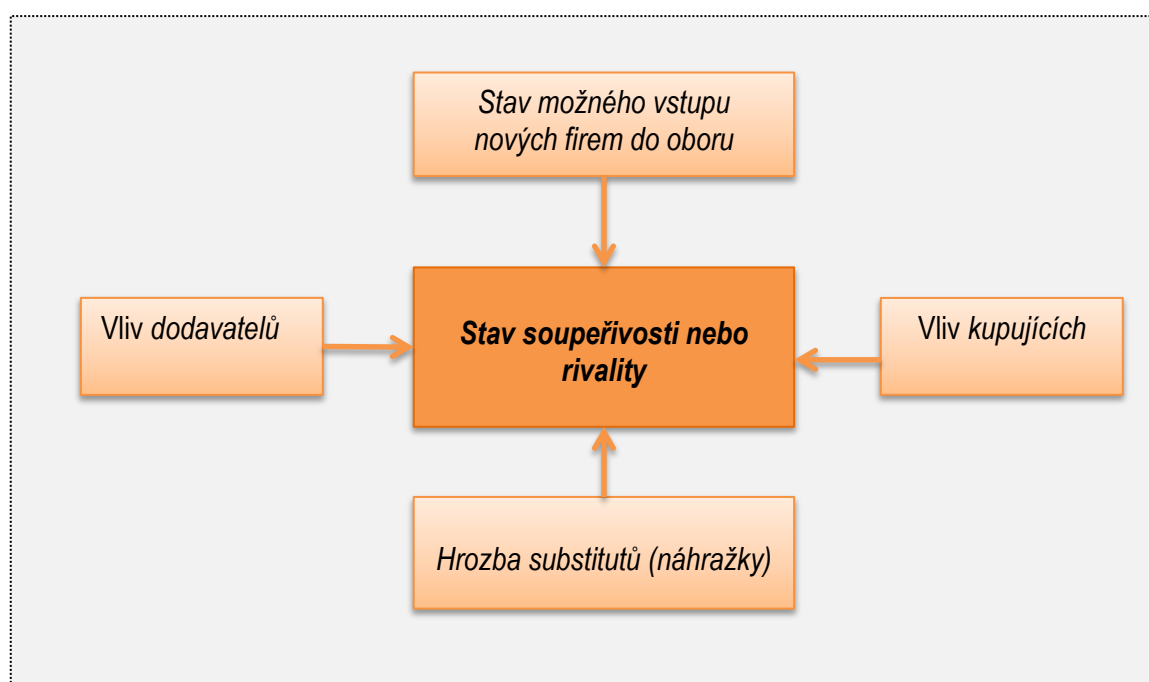 Stav možného vstupu
nových firem do oboru
Vliv dodavatelů
Stav soupeřivosti nebo
rivality
Vliv kupujících
Hrozba substitutů (náhražky)